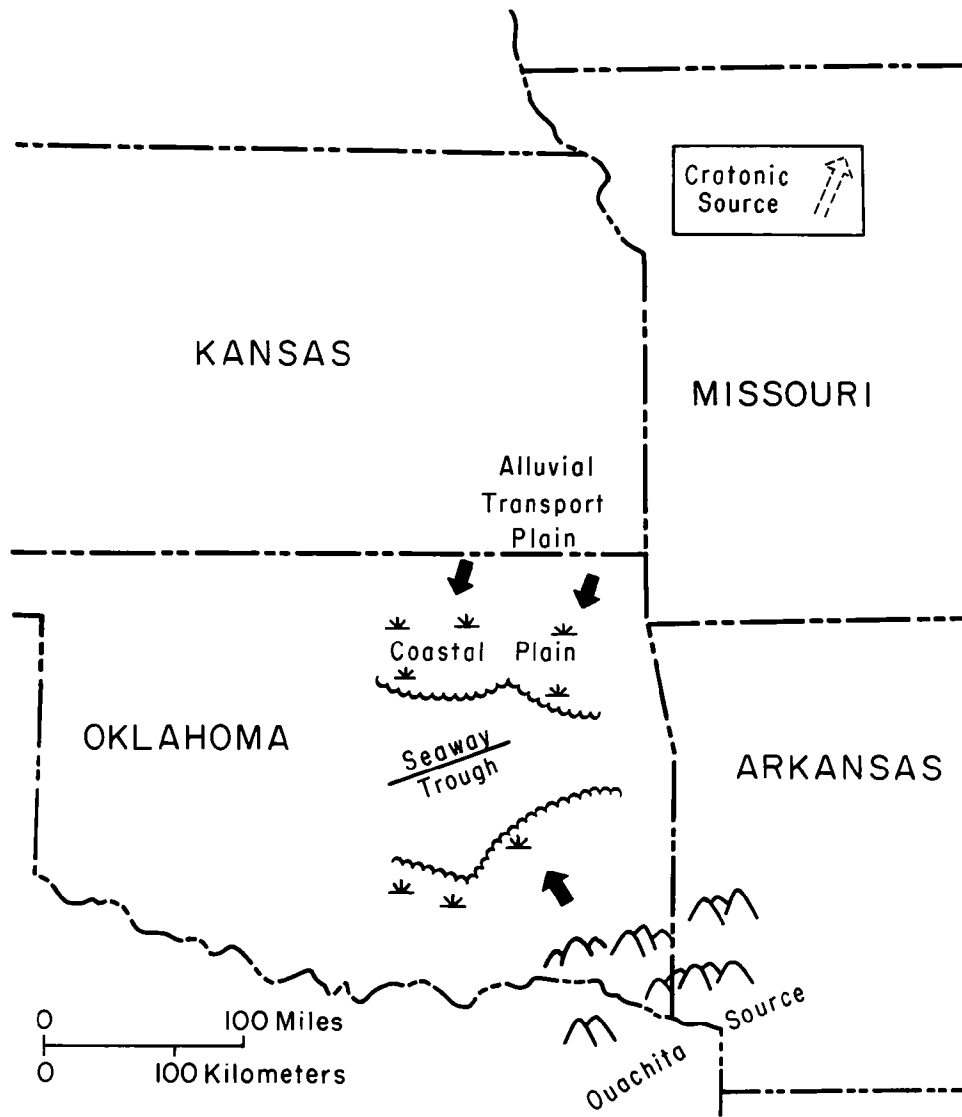 Cratonic
Source
KANSAS
MISSOURI
Alluvial
Transport
Plain
Coastal Plain
OKLAHOMA
Seaway
Trough
ARKANSAS
Ouachita Source
0 100 Miles
0 100 Kilometers